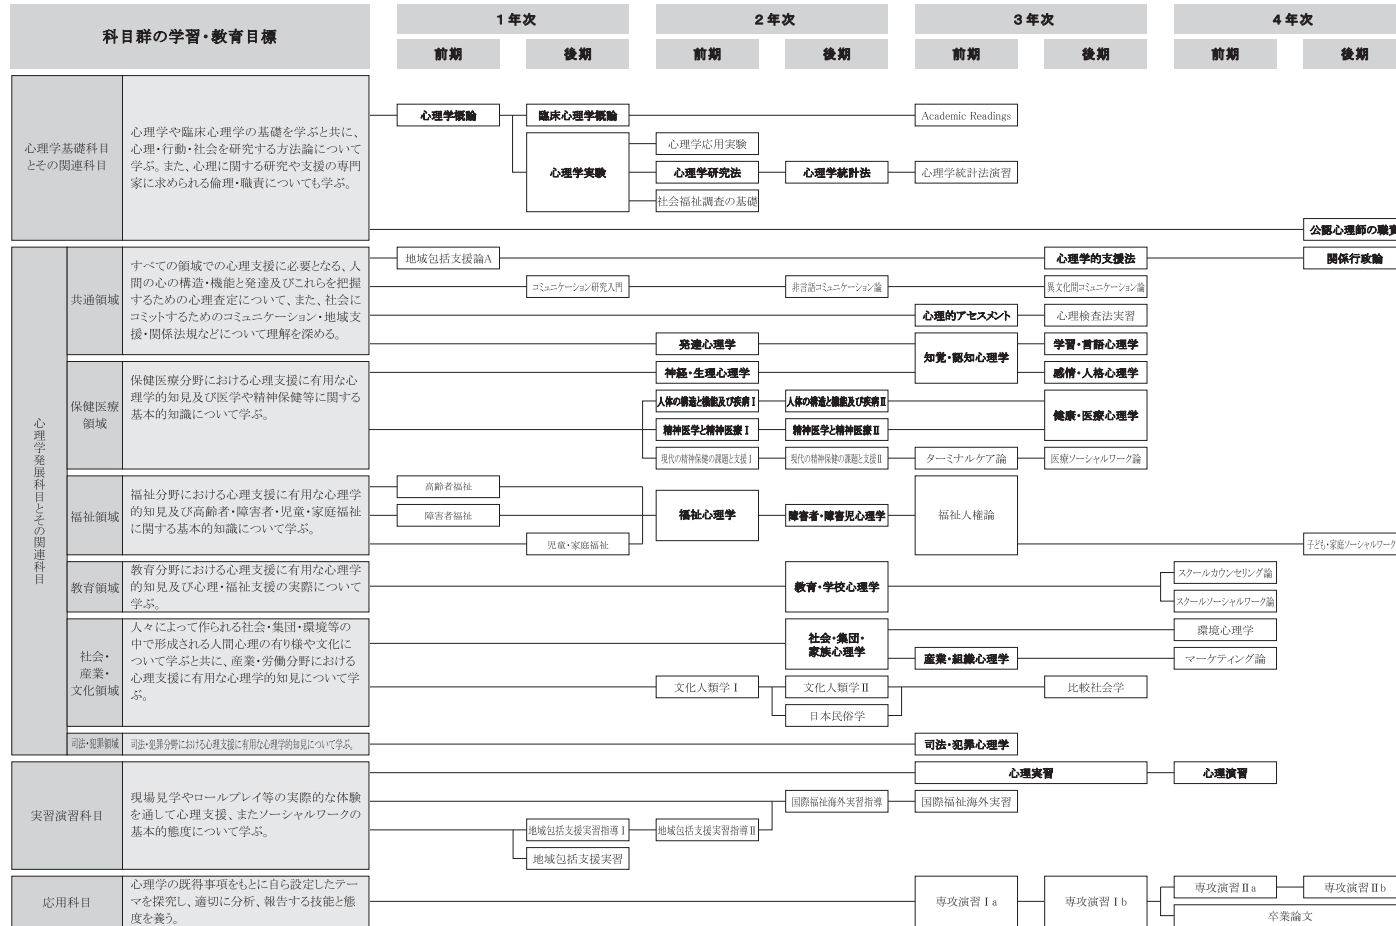 科目群の学習・教育目標
1年次
2年次
3年次
4年次
前期
後期
前期
後期
前期
後期
前期
後期
心理学基礎科目
とその関連科目
心理学や臨床心理学の基礎を学ぶと共に、
心理・行動・社会を研究する方法論について
学ぶ。また、心理に関する研究や支援の専門
家に求められる倫理・職責についても学ぶ。
心理学概論
臨床心理学概論
Academic Readings
心理学実験
心理学応用実験
心理学研究法
心理学統計法
心理学統計法演習
社会福祉調査の基礎
公認心理師の職責
心理学発展科目とその関連科目
共通領域
すべての領域での心理支援に必要となる、人
間の心の構造・機能と発達及びこれらを把握
するための心理査定について、また、社会に
コミットするためのコミュニケーション・地域支
援・関係法規などについて理解を深める。
地域包括支援論A
心理学的支援法
関係行政論
コミュニケーション研究入門
非言語コミュニケーション論
異文化間コミュニケーション論
心理的アセスメント
心理検査法実習
発達心理学
知覚・認知心理学
学習・言語心理学
保健医療
領域
保健医療分野における心理支援に有用な心
理学的知見及び医学や精神保健等に関する
基本的知識について学ぶ。
神経・生理心理学
感情・人格心理学
人体の構造と機能及び疾病Ⅰ
人体の構造と機能及び疾病Ⅱ
健康・医療心理学
精神医学と精神医療Ⅰ
精神医学と精神医療Ⅱ
現代の精神保健の課題と支援Ⅰ
現代の精神保健の課題と支援Ⅱ
ターミナルケア論
医療ソーシャルワーク論
福祉領域
福祉分野における心理支援に有用な心理学
的知見及び高齢者・障害者・児童・家庭福祉
に関する基本的知識について学ぶ。
高齢者福祉
障害者福祉
児童・家庭福祉
福祉心理学
障害者・障害児心理学
福祉人権論
子ども・家庭ソーシャルワーク
教育領域
教育分野における心理支援に有用な心理学
的知見及び心理・福祉支援の実際について
学ぶ。
教育・学校心理学
スクールカウンセリング論
スクールソーシャルワーク論
社会・
産業・
文化領域
人々によって作られる社会・集団・環境等の
中で形成される人間心理の有り様や文化に
ついて学ぶと共に、産業・労働分野における
心理支援に有用な心理学的知見について学
ぶ。
社会・集団・
家族心理学
環境心理学
産業・組織心理学
マーケティング論
文化人類学Ⅰ
文化人類学Ⅱ
比較社会学
日本民俗学
司法・犯罪領域
司法・犯罪分野における心理支援に有用な心理学的知見について学ぶ。
司法・犯罪心理学
実習演習科目
現場見学やロールプレイ等の実際的な体験
を通して心理支援、またソーシャルワークの
基本的態度について学ぶ。
心理実習
心理演習
国際福祉海外実習指導
国際福祉海外実習
地域包括支援実習指導Ⅰ
地域包括支援実習指導Ⅱ
地域包括支援実習
応用科目
心理学の既得事項をもとに自ら設定したテー
マを探究し、適切に分析、報告する技能と態
度を養う。
専攻演習Ⅰa
専攻演習Ⅰb
専攻演習Ⅱa
専攻演習Ⅱb
卒業論文